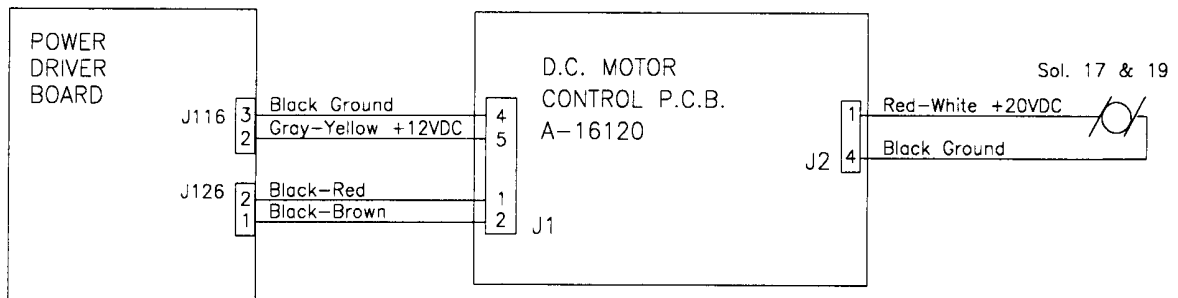 POWER
DRIVER
BOARD
J116
3
2
Black Ground
Gray-Yellow +12VDC
4
5
J126
2
1
Black-Red
Black-Brown
1
2
J1
D.C. MOTOR
CONTROL P.C.B.
A-16120
J2
1
4
Red-White +20VDC
Black Ground
Sol. 17 & 19